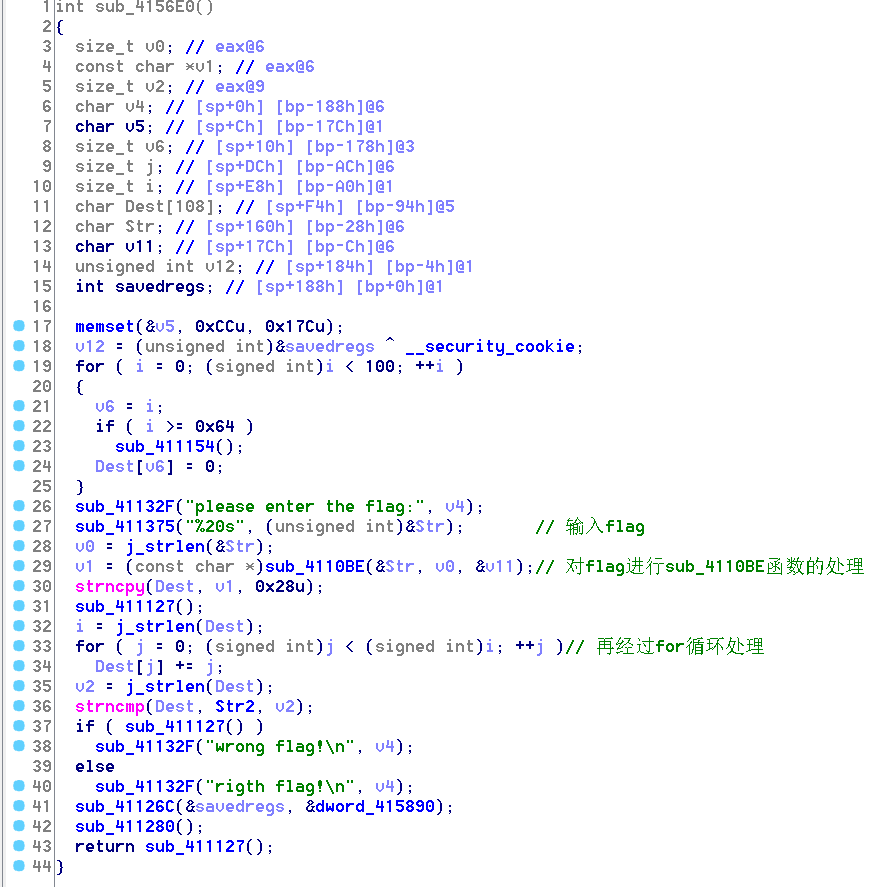 1 int sub_4156E0()
2 {
3 size_t v0; // eax@6
4 const char *v1; // eax@6
5 size_t v2; // eax@9
6 char v4; // [sp+0h] [bp-188h]@6
7 char v5; // [sp+Ch] [bp-17Ch]@1
8 size_t v6; // [sp+10h] [bp-178h]@3
9 size_t j; // [sp+DCh] [bp-ACh]@6
10 size_t i; // [sp+E8h] [bp-A0h]@1
11 char Dest[108]; // [sp+F4h] [bp-94h]@5
12 char Str; // [sp+160h] [bp-28h]@6
13 char v11; // [sp+17Ch] [bp-Ch]@6
14 unsigned int v12; // [sp+184h] [bp-4h]@1
15 int savedregs; // [sp+188h] [bp+0h]@1
16
17 memset(&v5, 0xCCu, 0x17Cu);
18 v12 = (unsigned int)&savedregs ^ __security_cookie;
19 for ( i = 0; (signed int)i < 100; ++i )
20 {
21 v6 = i;
22 if ( i >= 0x64 )
23 sub_411154();
24 Dest[v6] = 0;
25 }
26 sub_41132F("please enter the flag:", v4);
27 sub_411375("%20s", (unsigned int)&Str); // 输入flag
28 v0 = j_strlen(&Str);
29 v1 = (const char *)sub_4110BE(&Str, v0, &v11);// 对flag进行sub_4110BE函数的处理
30 strncpy(Dest, v1, 0x28u);
31 sub_411127();
32 i = j_strlen(Dest);
33 for ( j = 0; (signed int)j < (signed int)i; ++j )// 再经过for循环处理
34 Dest[j] += j;
35 v2 = j_strlen(Dest);
36 strncmp(Dest, Str2, v2);
37 if ( sub_411127() )
38 sub_41132F("wrong flag!\n", v4);
39 else
40 sub_41132F("rigth flag!\n", v4);
41 sub_41126C(&savedregs, &dword_415890);
42 sub_411280();
43 return sub_411127();
44 }